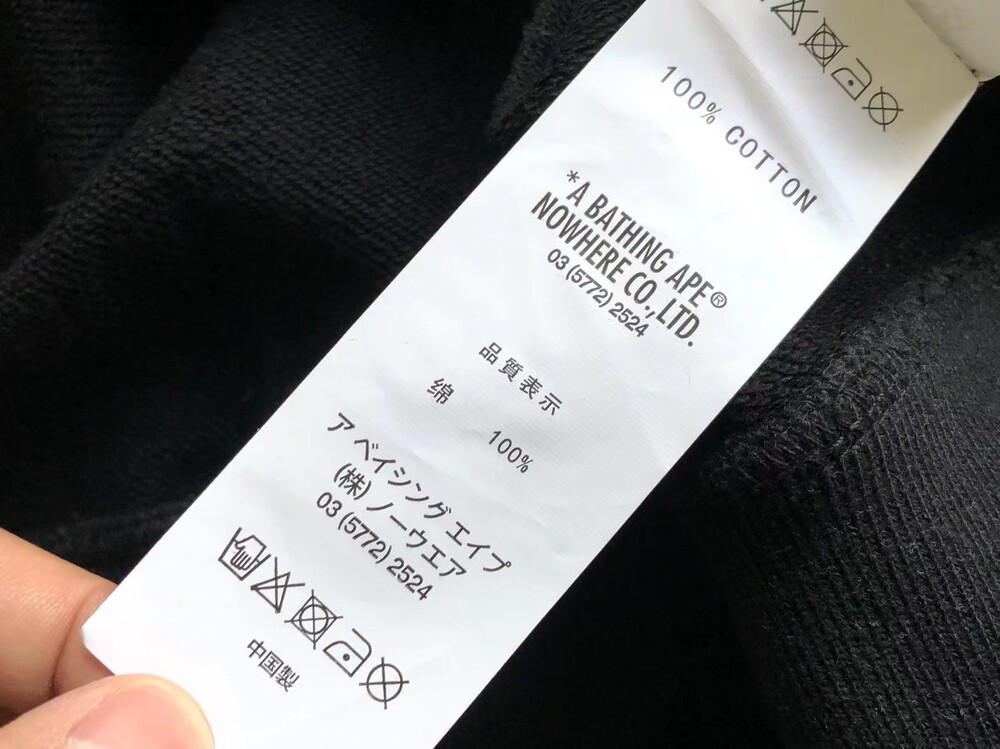 100% COTTON
*A BATHING APE®
NOWHERE CO.,LTD.
03 (5772) 2524
品質表示
绵 100%
ア ベイシング エイプ
(株) ノーウエア
03 (5772) 2524
中国製